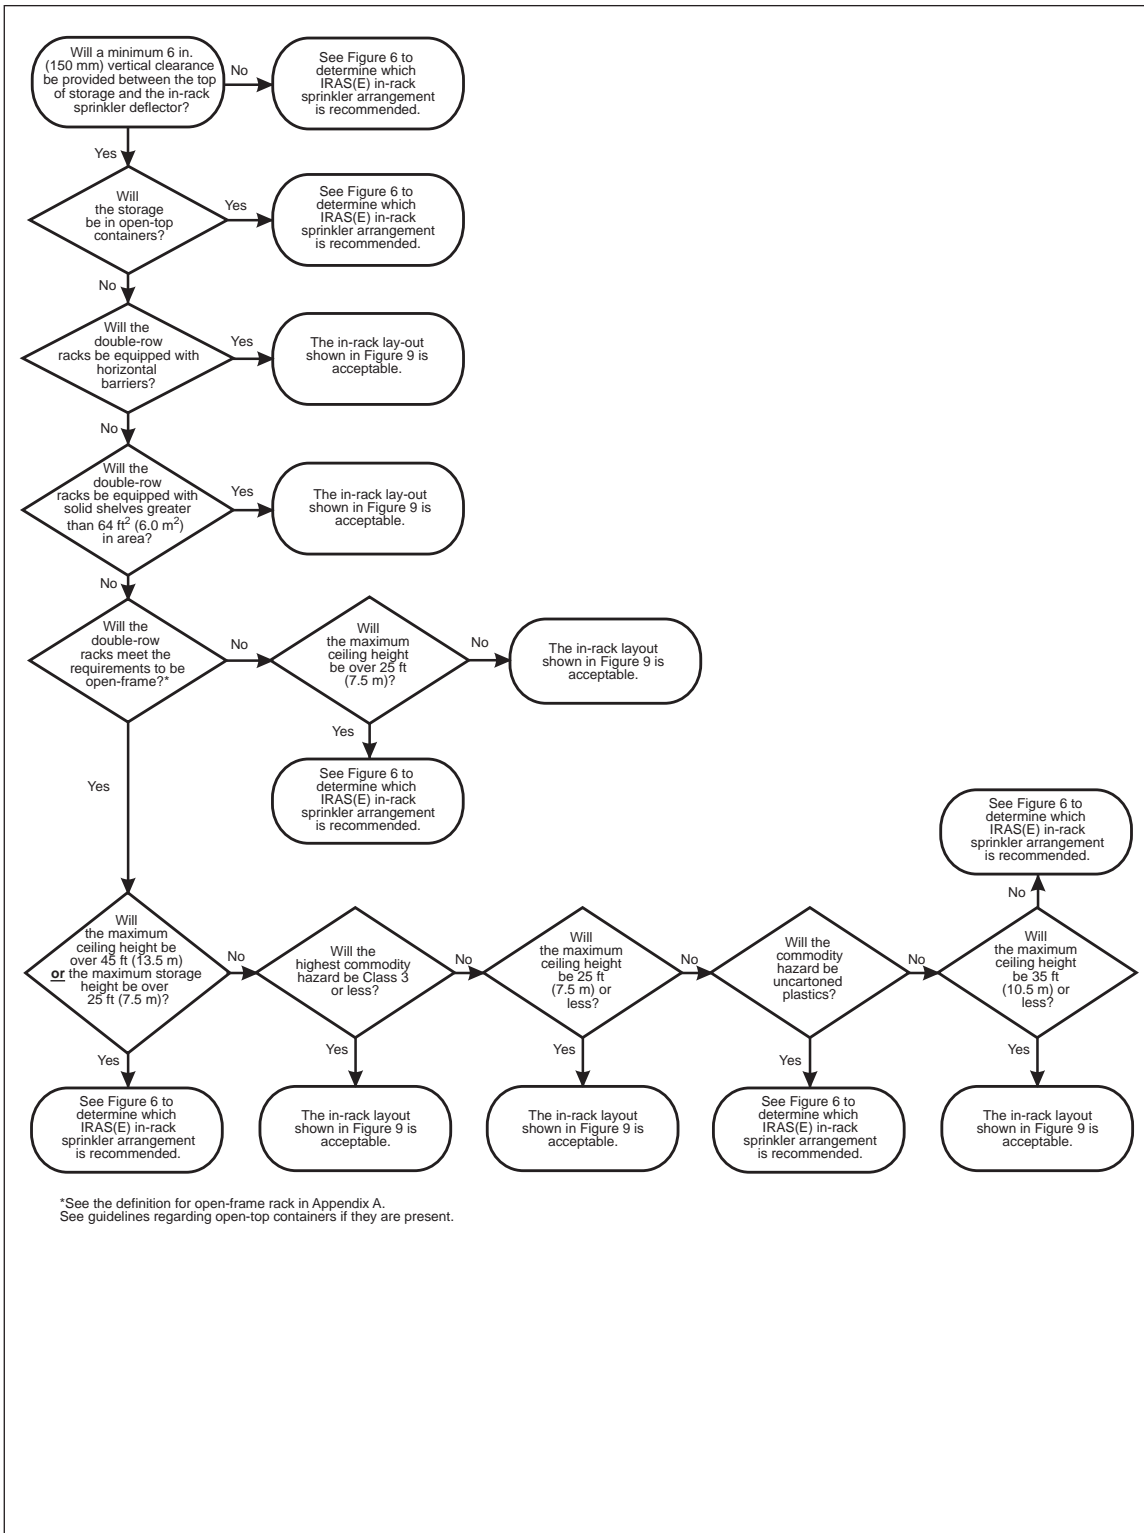 Will a minimum 6 in.
(150 mm) vertical clearance
be provided between the top
of storage and the in-rack
sprinkler deflector?
No
See Figure 6 to
determine which
IRAS(E) in-rack
sprinkler arrangement
is recommended.
Yes
Will
the storage
be in open-top
containers?
Yes
See Figure 6 to
determine which
IRAS(E) in-rack
sprinkler arrangement
is recommended.
No
Will the
double-row
racks be equipped with
horizontal
barriers?
Yes
The in-rack lay-out
shown in Figure 9 is
acceptable.
No
Will the
double-row
racks be equipped with
solid shelves greater
than 64 ft² (6.0 m²)
in area?
Yes
The in-rack lay-out
shown in Figure 9 is
acceptable.
No
Will the
double-row
racks meet the
requirements to be
open-frame?*
No
Will
the maximum
ceiling height
be over 25 ft
(7.5 m)?
No
The in-rack layout
shown in Figure 9 is
acceptable.
Yes
See Figure 6 to
determine which
IRAS(E) in-rack
sprinkler arrangement
is recommended.
Yes
Will
the maximum
ceiling height be
over 45 ft (13.5 m)
or the maximum storage
height be over
25 ft (7.5 m)?
No
Will the
highest commodity
hazard be Class 3
or less?
No
Will
the maximum
ceiling height
be 25 ft
(7.5 m) or
less?
No
Will the
commodity
hazard be
uncartoned
plastics?
No
Will
the maximum
ceiling height
be 35 ft
(10.5 m) or
less?
No
See Figure 6 to
determine which
IRAS(E) in-rack
sprinkler arrangement
is recommended.
Yes
See Figure 6 to
determine which
IRAS(E) in-rack
sprinkler arrangement
is recommended.
Yes
The in-rack layout
shown in Figure 9 is
acceptable.
Yes
The in-rack layout
shown in Figure 9 is
acceptable.
Yes
See Figure 6 to
determine which
IRAS(E) in-rack
sprinkler arrangement
is recommended.
Yes
The in-rack layout
shown in Figure 9 is
acceptable.
*See the definition for open-frame rack in Appendix A.
See guidelines regarding open-top containers if they are present.